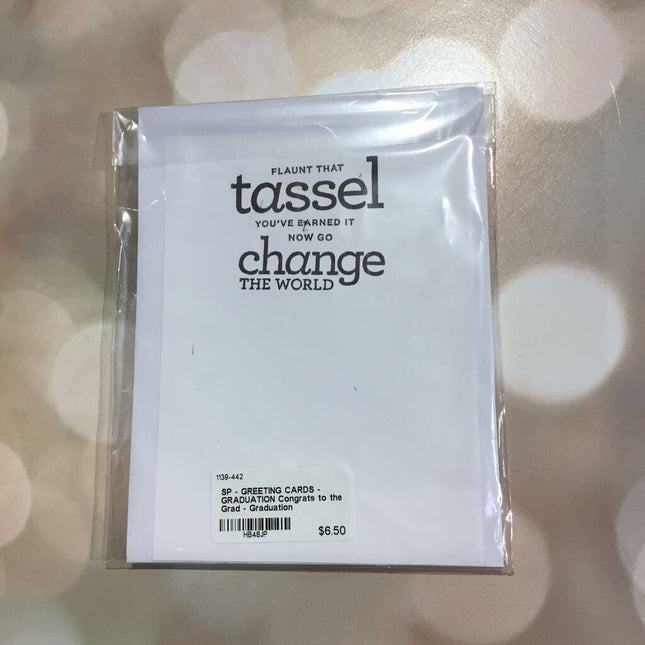 FLAUNT THAT
tassel
YOU'VE EARNED IT
NOW GO
change
THE WORLD
1139-442
SP - GREETING CARDS -
GRADUATION Congrats to the
Grad - Graduation
HB48JP
$6.50